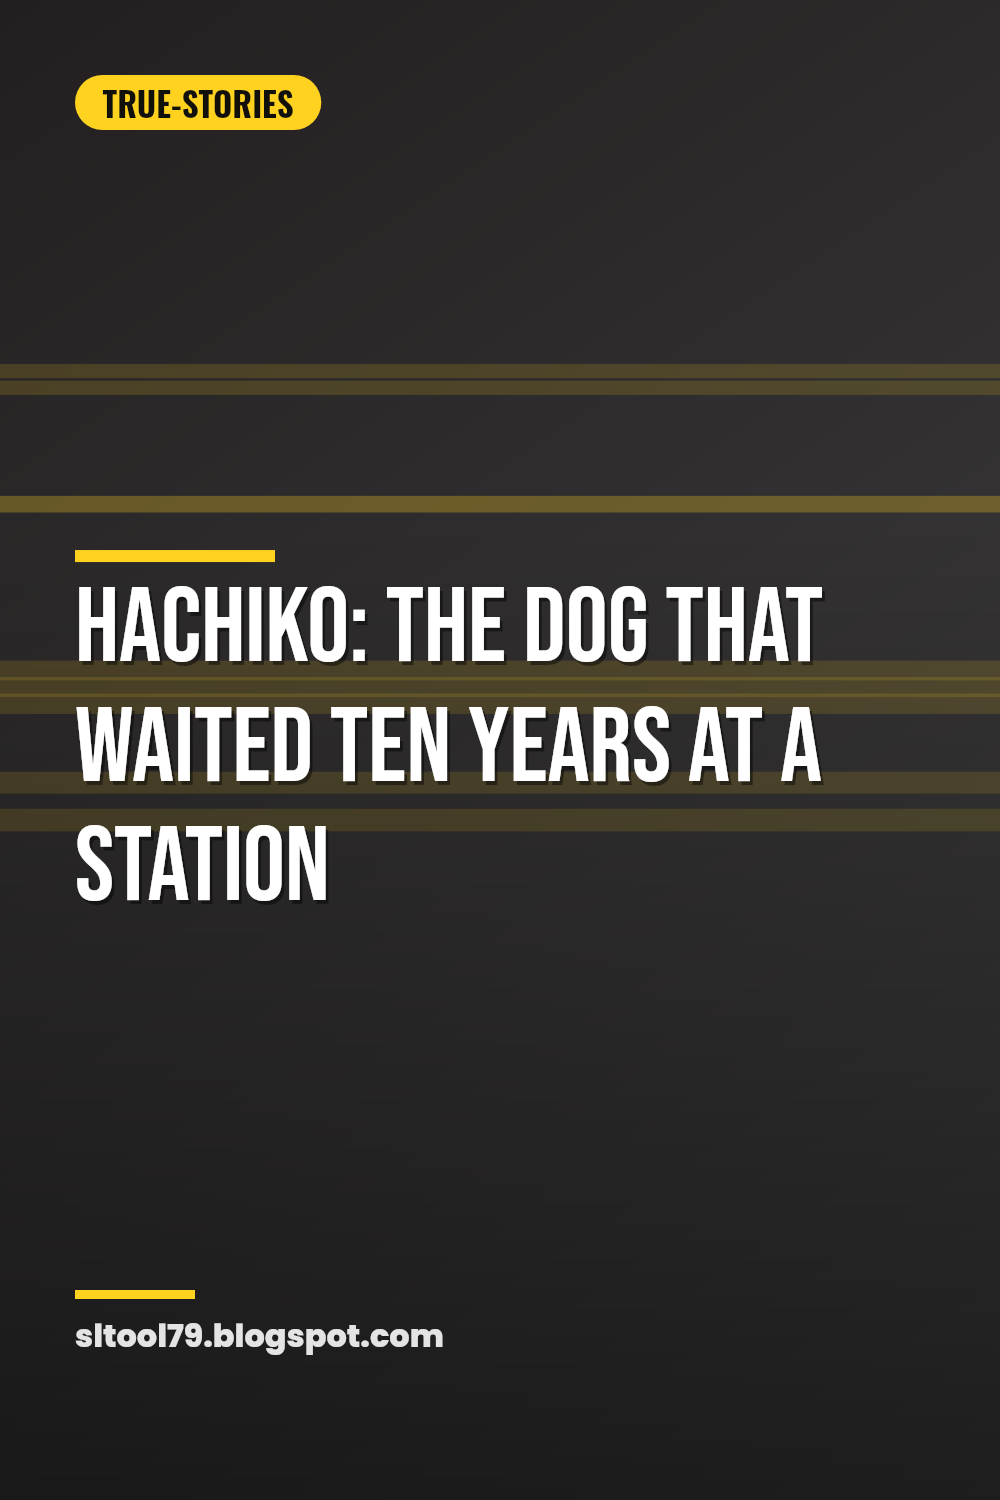 TRUE-STORIES
HACHIKO: THE DOG THAT
WAITED TEN YEARS AT A
STATION
sltool79.blogspot.com